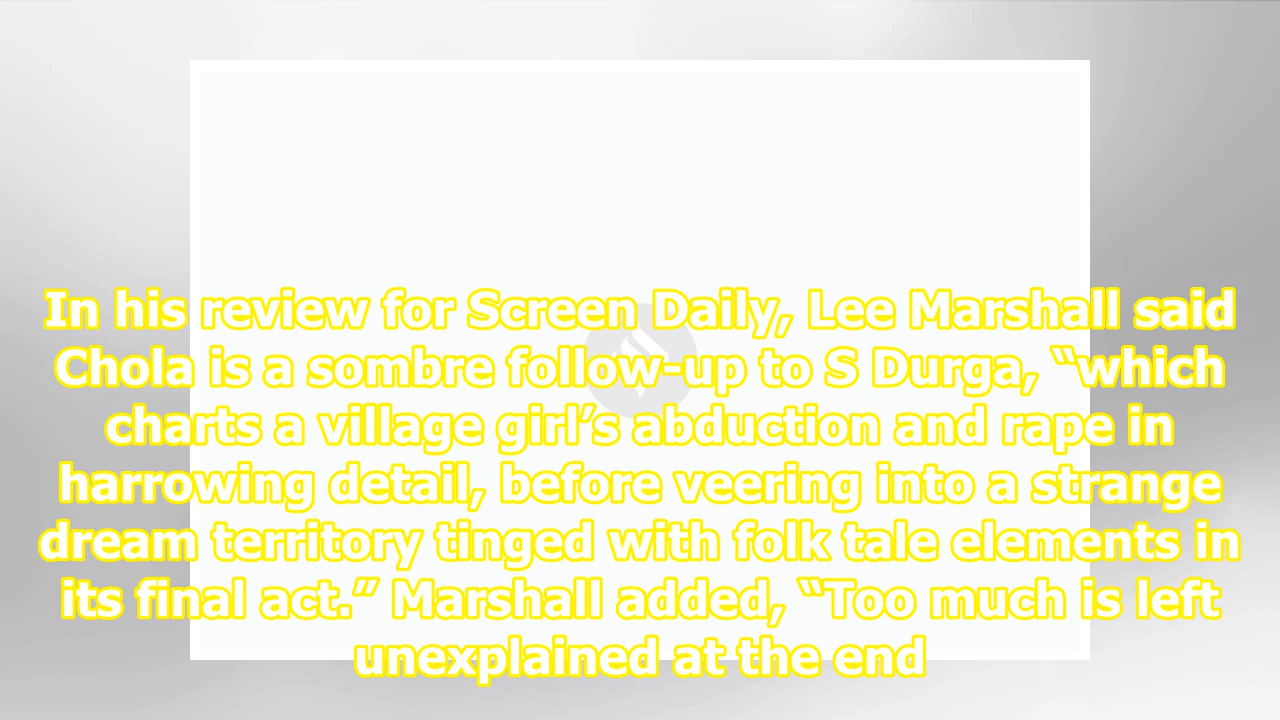 In his review for Screen Daily, Lee Marshall said
Chola is a sombre follow-up to S Durga, “which
charts a village girl’s abduction and rape in
harrowing detail, before veering into a strange
dream territory tinged with folk tale elements in
its final act.” Marshall added, “Too much is left
unexplained at the end